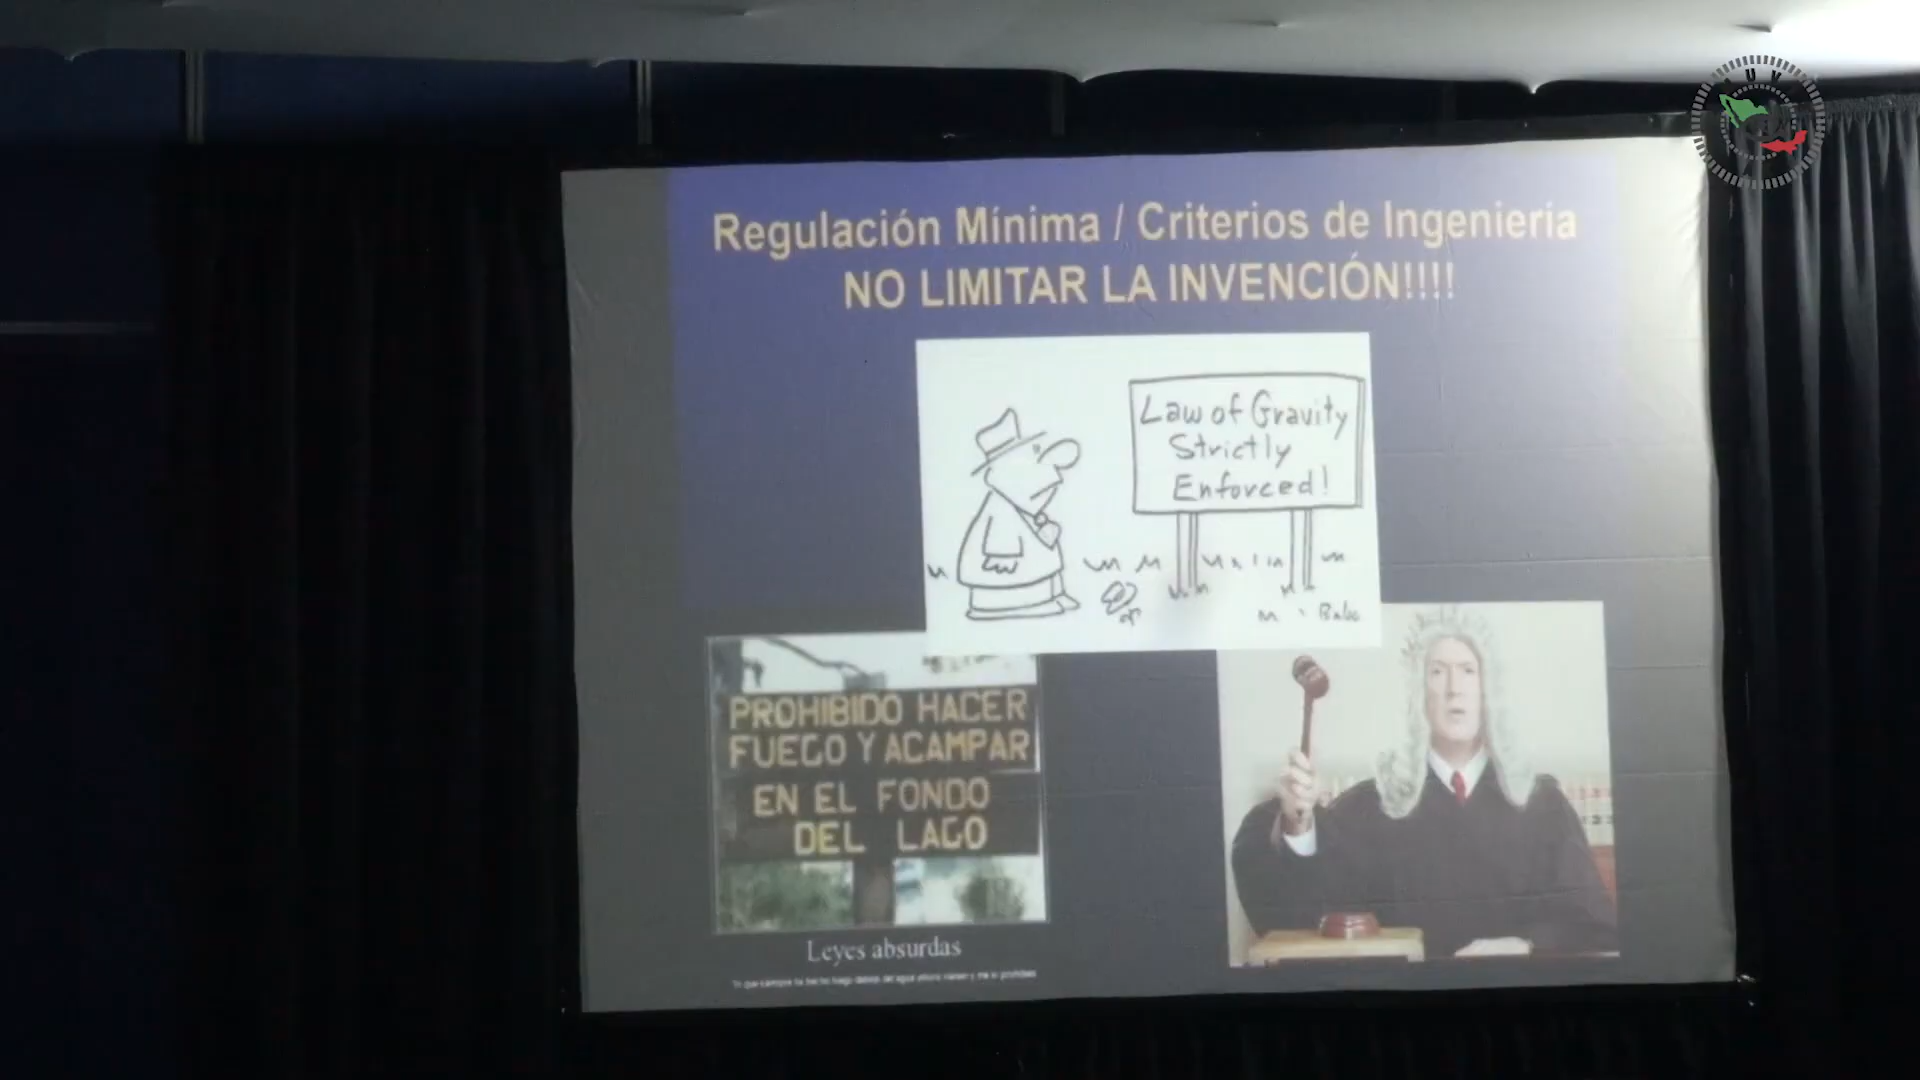 Regulación Mínima / Criterios de Ingeniería
NO LIMITAR LA INVENCIÓN!!!!
Law of Gravity
Strictly
Enforced!
PROHIBIDO HACER
FUEGO Y ACAMPAR
EN EL FONDO
DEL LAGO
Leyes absurdas